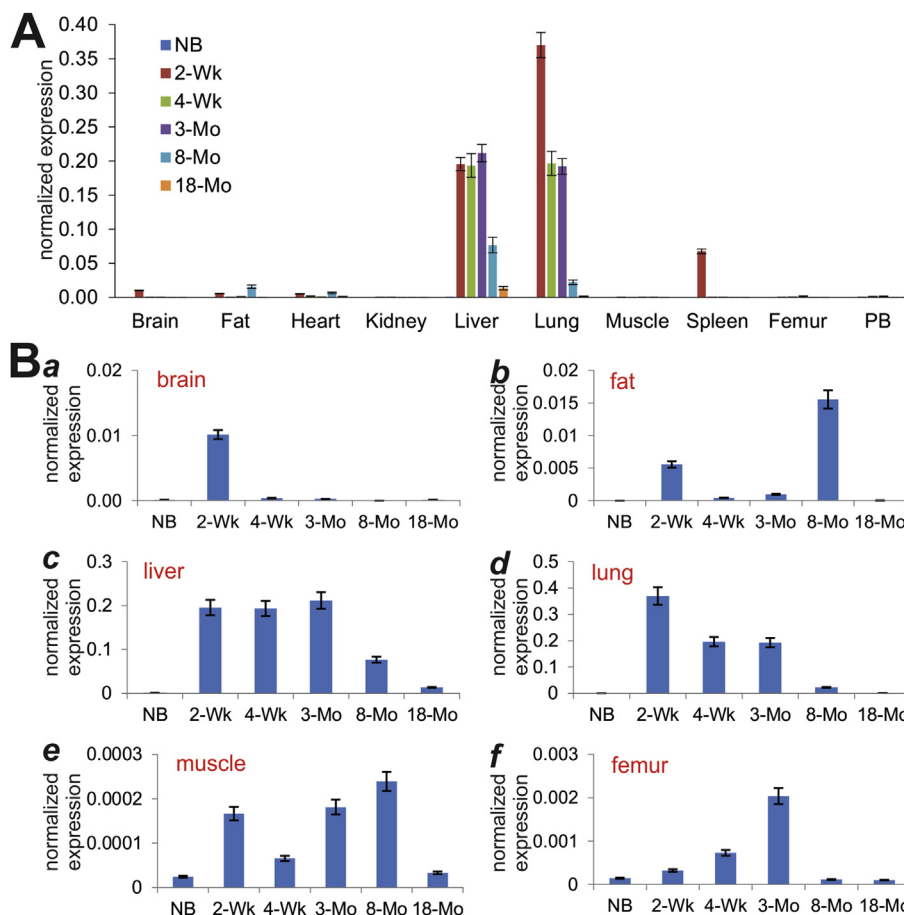 A
normalized expression
0.40
0.35
0.30
0.25
0.20
0.15
0.10
0.05
0.00
NB
2-Wk
4-Wk
3-Mo
8-Mo
18-Mo
Brain Fat Heart Kidney Liver Lung Muscle Spleen Femur PB
B
a
brain
normalized
expression
0.02
0.01
0.00
NB 2-Wk 4-Wk 3-Mo 8-Mo 18-Mo
b
fat
normalized
expression
0.02
0.015
0.01
0.005
0
NB 2-Wk 4-Wk 3-Mo 8-Mo 18-Mo
c
liver
normalized
expression
0.3
0.2
0.1
0
NB 2-Wk 4-Wk 3-Mo 8-Mo 18-Mo
d
lung
normalized
expression
0.5
0.4
0.3
0.2
0.1
0
NB 2-Wk 4-Wk 3-Mo 8-Mo 18-Mo
e
muscle
normalized
expression
0.0003
0.0002
0.0001
0
NB 2-Wk 4-Wk 3-Mo 8-Mo 18-Mo
f
femur
normalized
expression
0.003
0.002
0.001
0
NB 2-Wk 4-Wk 3-Mo 8-Mo 18-Mo